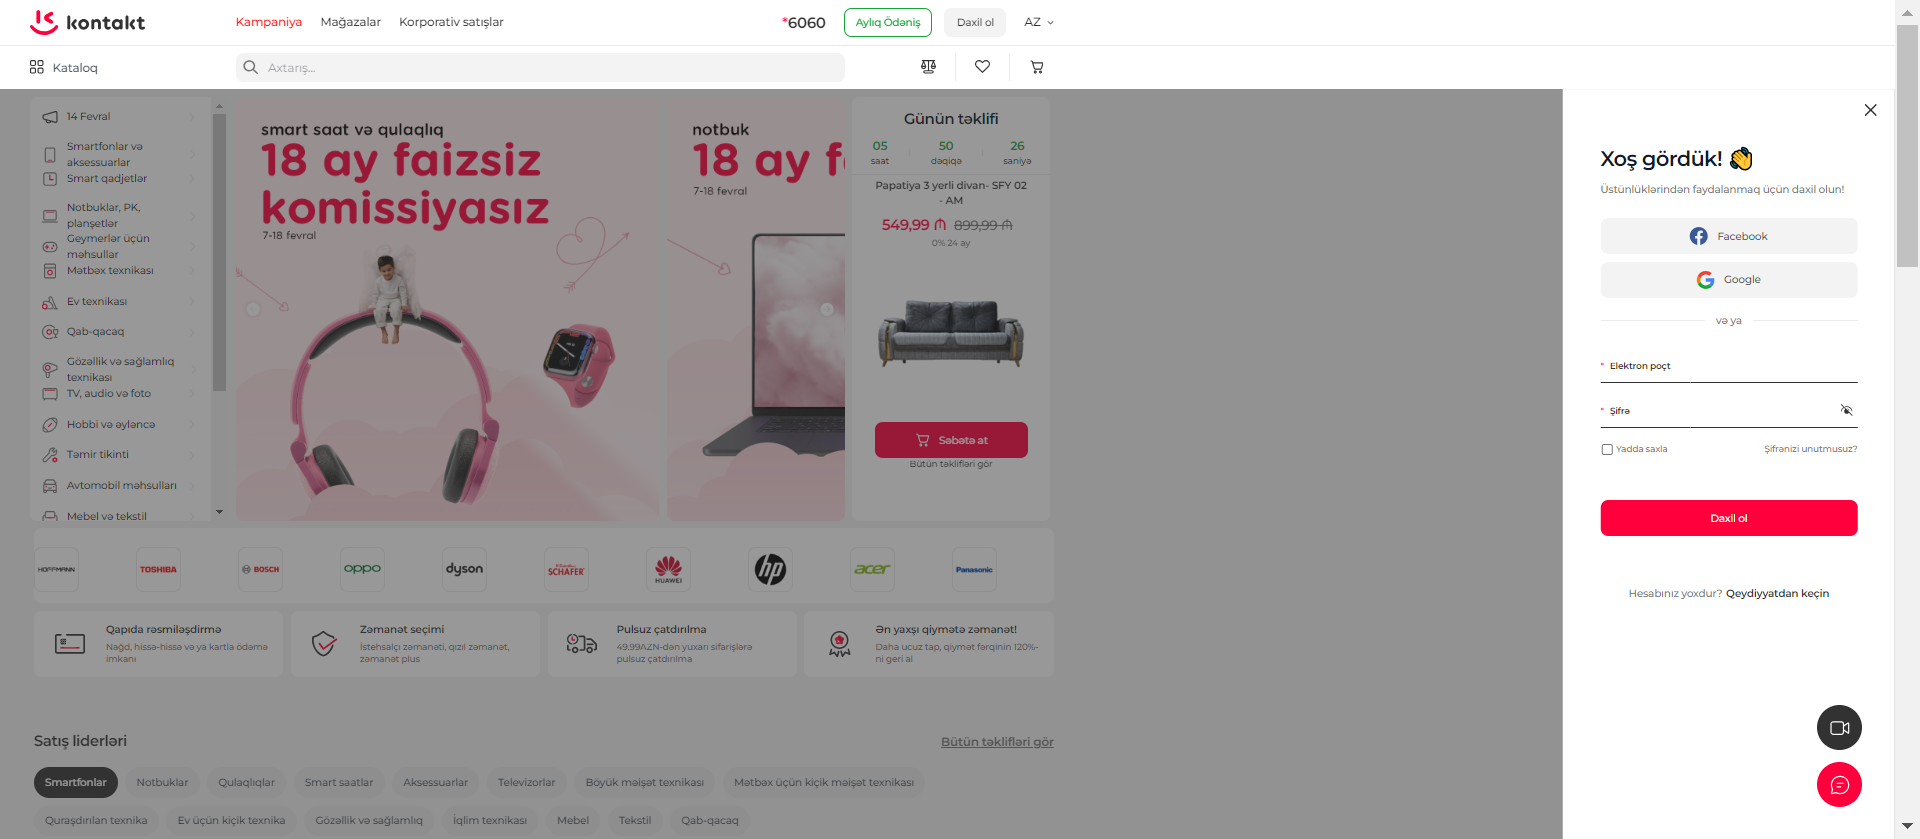 kontakt
Kampaniya
Mağazalar
Korporativ satışlar
*6060
Aylıq Ödəniş
Daxil ol
AZ
Kataloq
Axtarış...
14 Fevral
Smartfonlar və
aksessuarlar
Smart qadjetlər
Notbuklar, PK,
planşetlər
Geymerlər üçün
məhsullar
Mətbəx texnikası
Ev texnikası
Qab-qacaq
Gözəllik və sağlamlıq
texnikası
TV, audio və foto
Hobbi və əyləncə
Təmir tikinti
Avtomobil məhsulları
Mebel və tekstil
smart saat və qulaqlıq
18 ay faizsiz
komissiyasız
7-18 fevral
notbuk
18 ay f
7-18 fevral
Günün təklifi
05
50
26
saat
dəqiqə
saniyə
Papatiya 3 yerli divan- SFY 02
- AM
549,99 ₼ 899,99 ₼
0% 24 ay
Səbətə at
Bütün təklifləri gör
HOFFMANN
TOSHIBA
BOSCH
oppo
dyson
SCHAFER
HUAWEI
hp
acer
Panasonic
Qapıda rəsmiləşdirmə
Nağd, hissə-hissə və ya kartla ödəmə
imkanı
Zəmanət seçimi
İstehsalçı zəmanəti, qızıl zəmanət,
zəmanət plus
Pulsuz çatdırılma
49.99AZN-dən yuxarı sifarişlərə
pulsuz çatdırılma
Ən yaxşı qiymətə zəmanət!
Daha ucuz tap, qiymət fərqinin 120%-
ni geri al
Satış liderləri
Bütün təklifləri gör
Smartfonlar
Notbuklar
Qulaqlıqlar
Smart saatlar
Aksessuarlar
Televizorlar
Böyük məişət texnikası
Mətbəx üçün kiçik məişət texnikası
Quraşdırılan texnika
Ev üçün kiçik texnika
Gözəllik və sağlamlıq
İqlim texnikası
Mebel
Tekstil
Qab-qacaq
Xoş gördük! 👋
Üstünlüklərindən faydalanmaq üçün daxil olun!
Facebook
Google
və ya
* Elektron poçt
* Şifrə
Yadda saxla
Şifrənizi unutmusuz?
Daxil ol
Hesabınız yoxdur? Qeydiyyatdan keçin